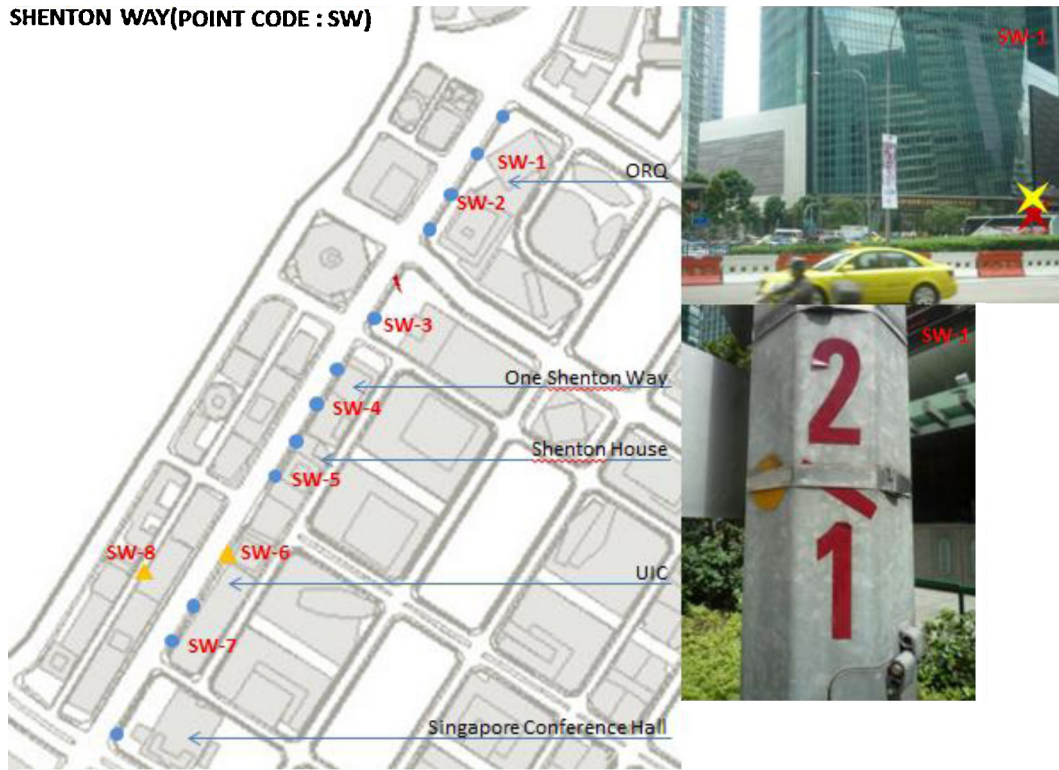 SHENTON WAY(POINT CODE : SW)
SW-1
SW-1
ORQ
SW-2
SW-3
SW-1
2
One Shenton Way
SW-4
Shenton House
SW-5
1
SW-8
SW-6
UIC
SW-7
Singapore Conference Hall